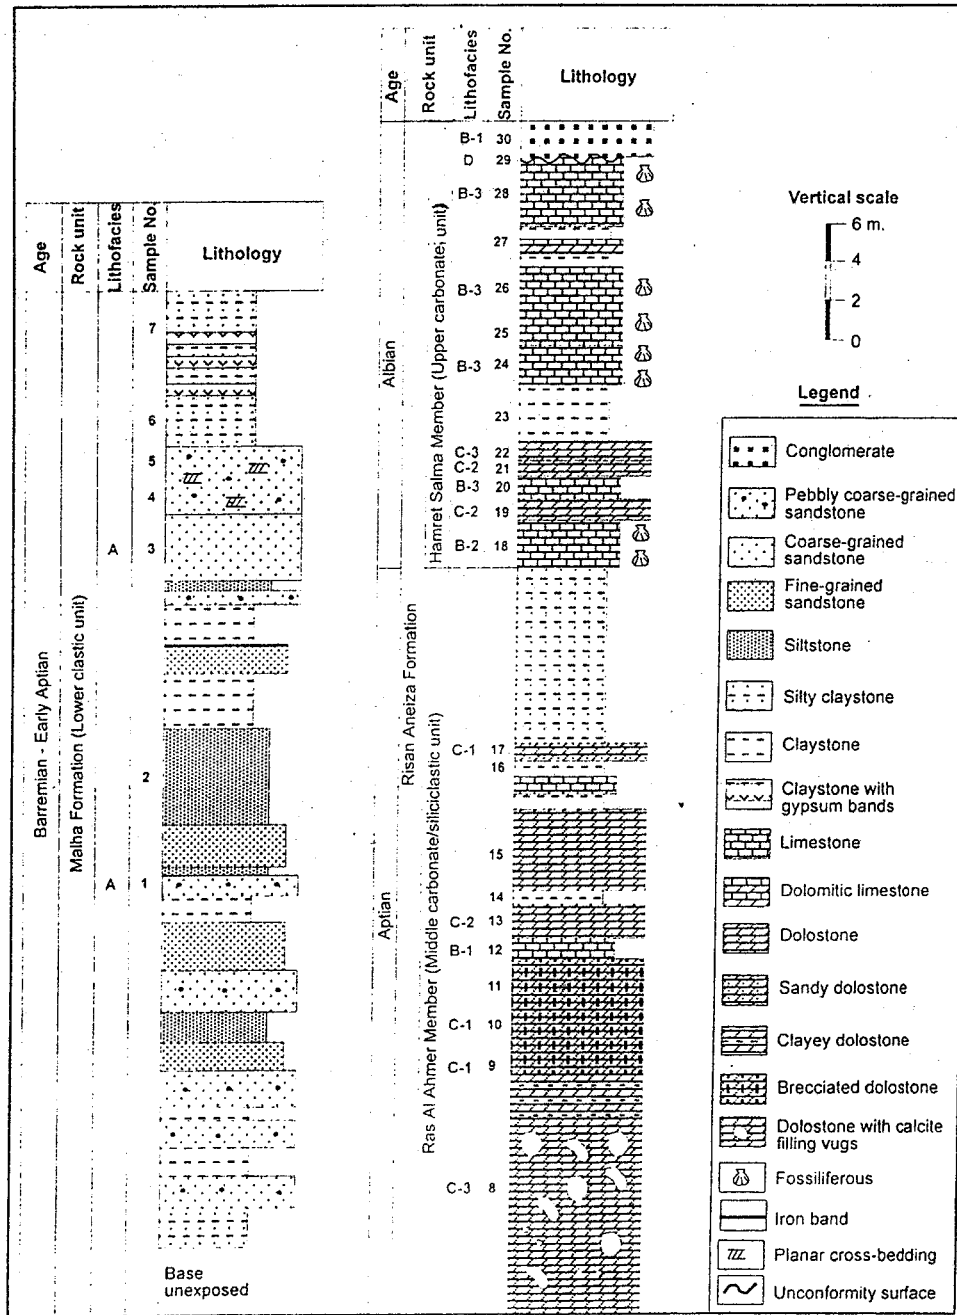 Age
Rock unit
Lithofacies
Sample No.
Lithology
7
6
5
4
A 3
2
A 1
Barremian - Early Aptian
Malha Formation (Lower clastic unit)
Base
unexposed
Age
Rock unit
Lithofacies
Sample No.
Lithology
B-1 30
D 29
B-3 28
27
B-3 26
25
B-3 24
23
C-3 22
C-2 21
B-3 20
C-2 19
B-2 18
C-1 17
16
15
14
C-2 13
B-1 12
11
C-1 10
C-1 9
C-3 8
Albian
Aptian
Risan Aneiza Formation
Hamret Salma Member (Upper carbonate; unit)
Ras Al Ahmer Member (Middle carbonate/siliciclastic unit)
Vertical scale
6 m.
4
2
0
Legend
Conglomerate
Pebbly coarse-grained
sandstone
Coarse-grained
sandstone
Fine-grained
sandstone
Siltstone
Silty claystone
Claystone
Claystone with
gypsum bands
Limestone
Dolomitic limestone
Dolostone
Sandy dolostone
Clayey dolostone
Brecciated dolostone
Dolostone with calcite
filling vugs
Fossiliferous
Iron band
Planar cross-bedding
Unconformity surface